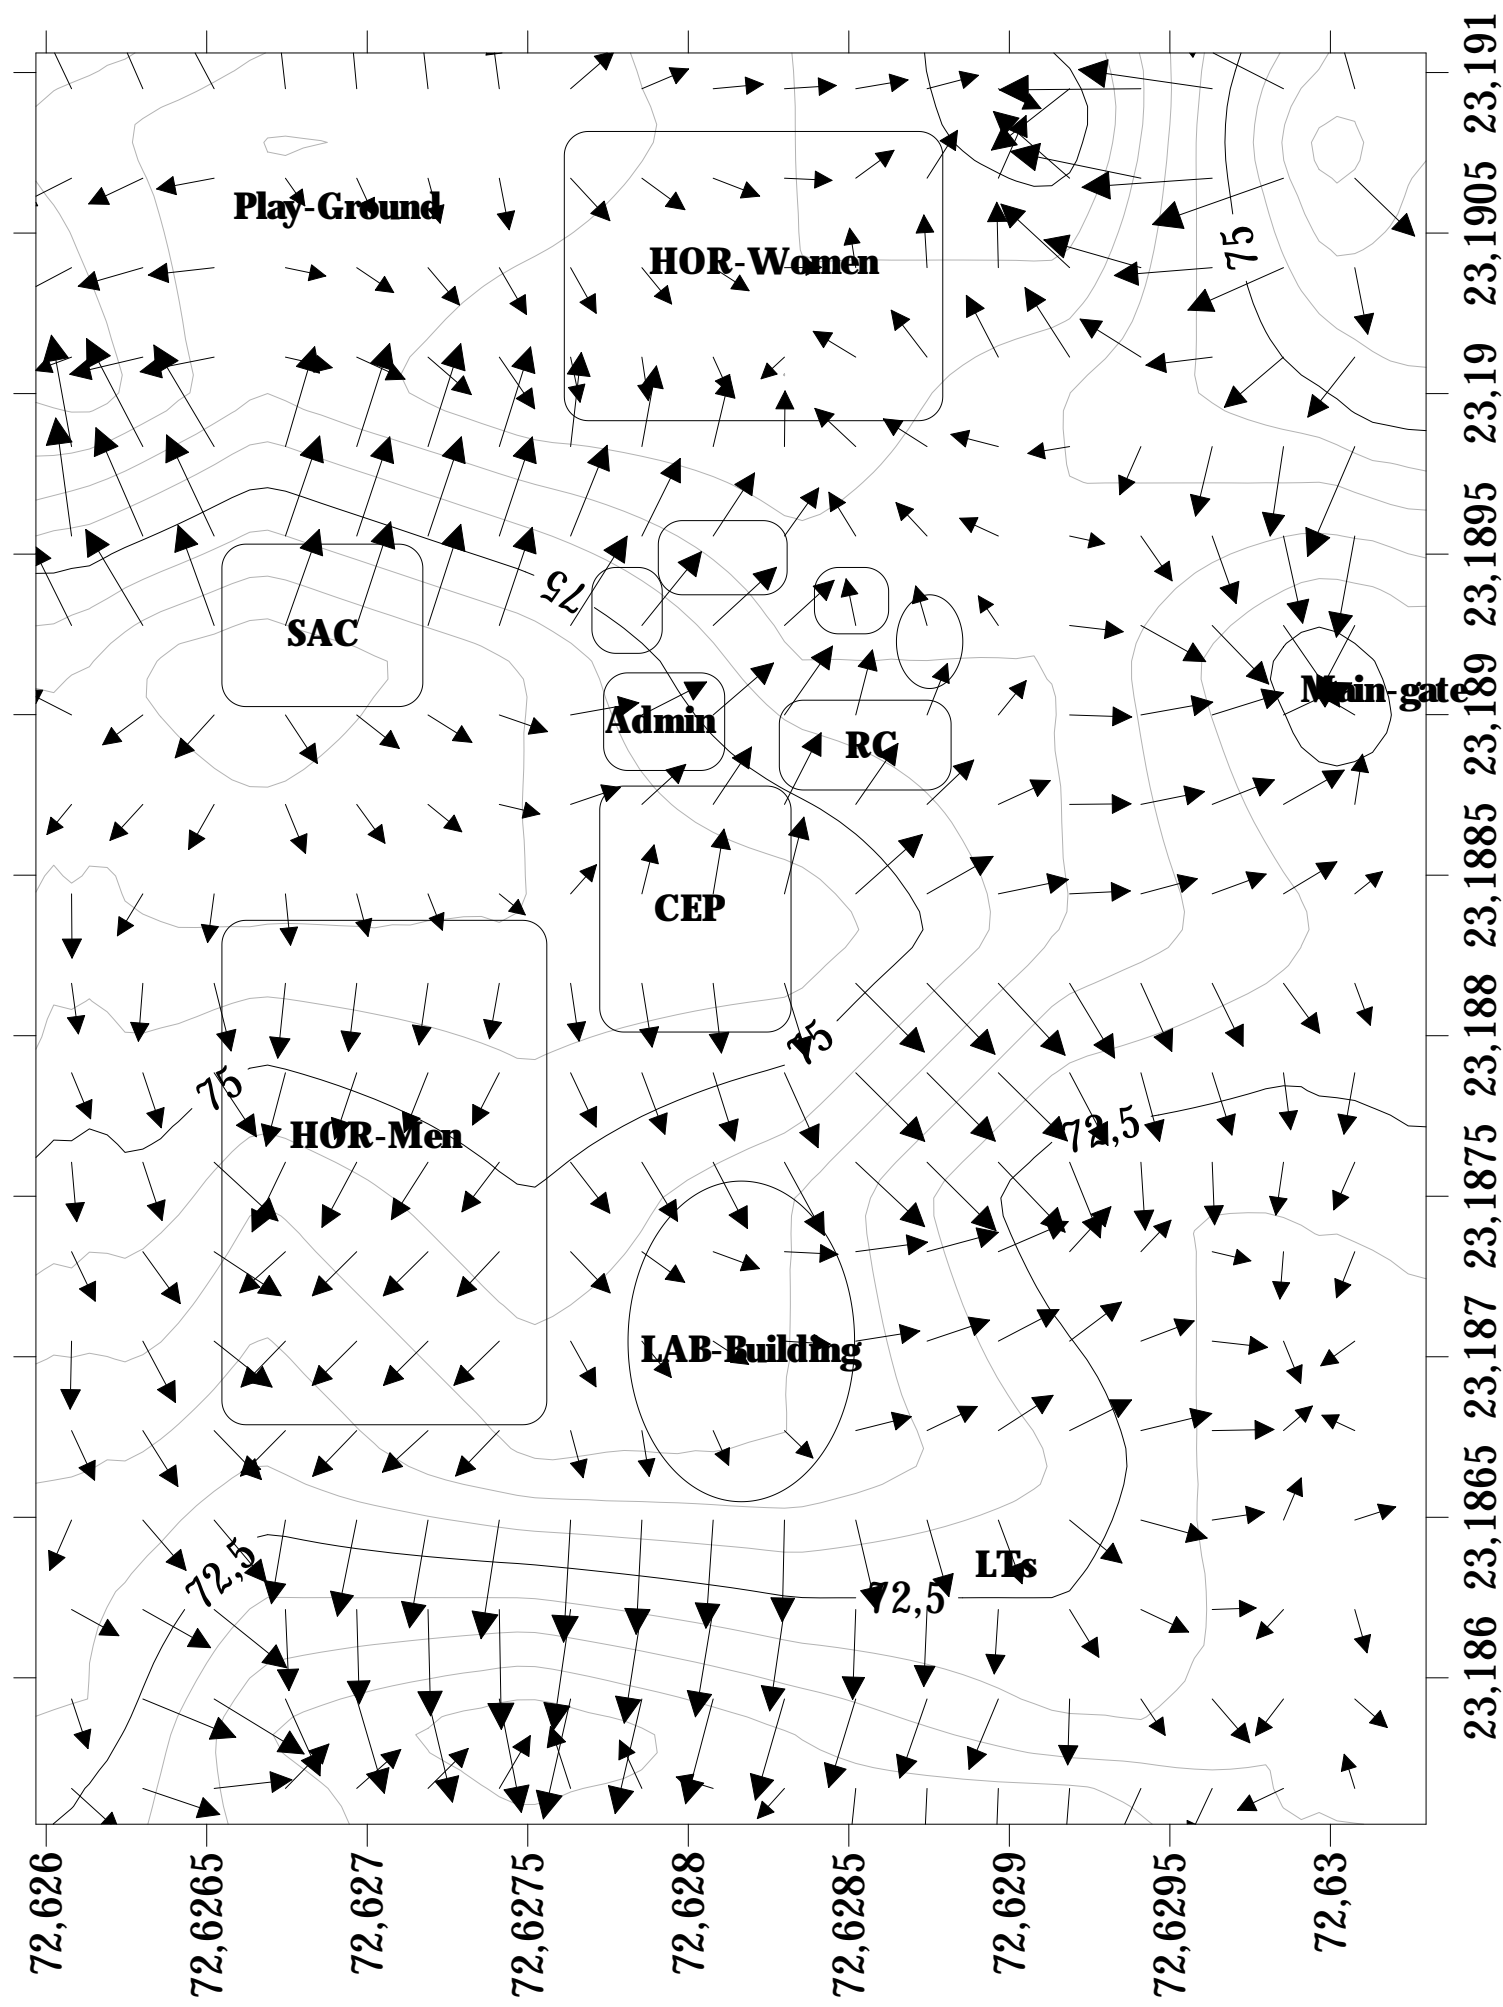 23,191
Play-Ground
23,1905
75
HOR-Women
23,19
23,1895
75
SAC
Main-gate
23,189
Admin
RC
23,1885
CEP
23,188
75
75
72,5
HOR-Men
23,1875
LAB-Building
23,187
23,1865
72,5
LTs
72,5
23,186
72,626
72,6265
72,627
72,6275
72,628
72,6285
72,629
72,6295
72,63